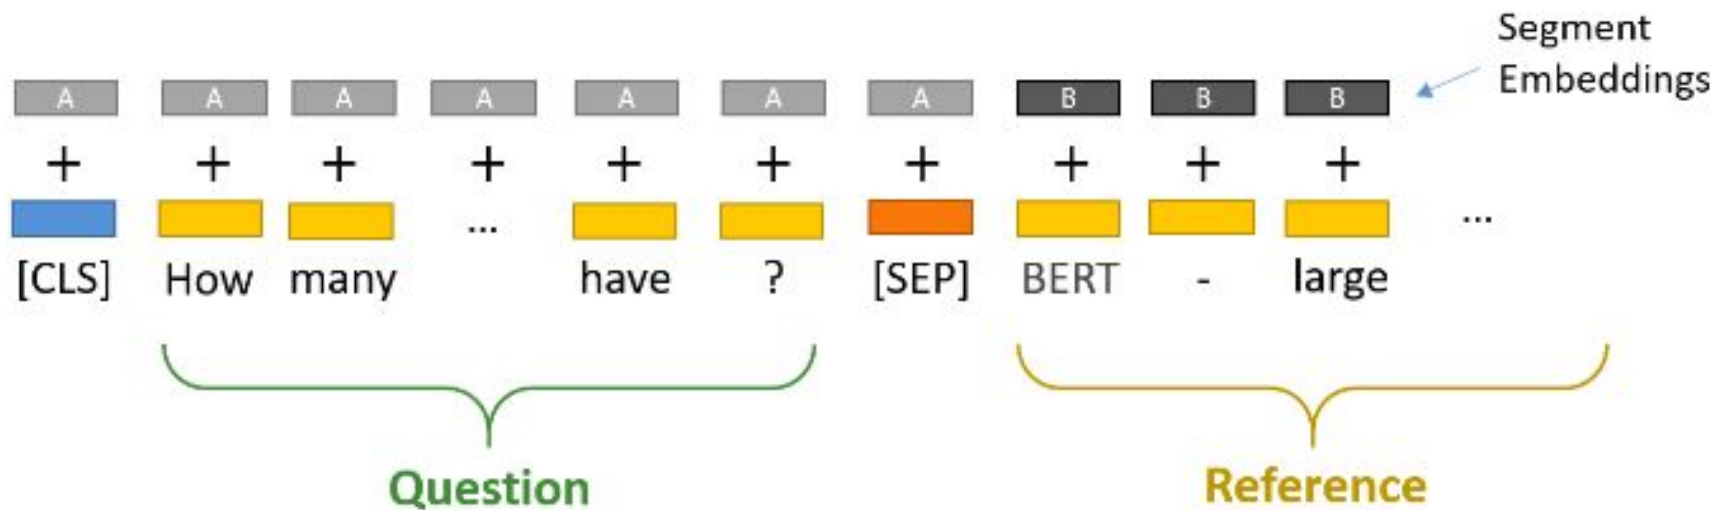 Segment
Embeddings
A A A A A A A B B B
+ + + + + + + + + +
... ...
[CLS] How many have ? [SEP] BERT - large
Question Reference